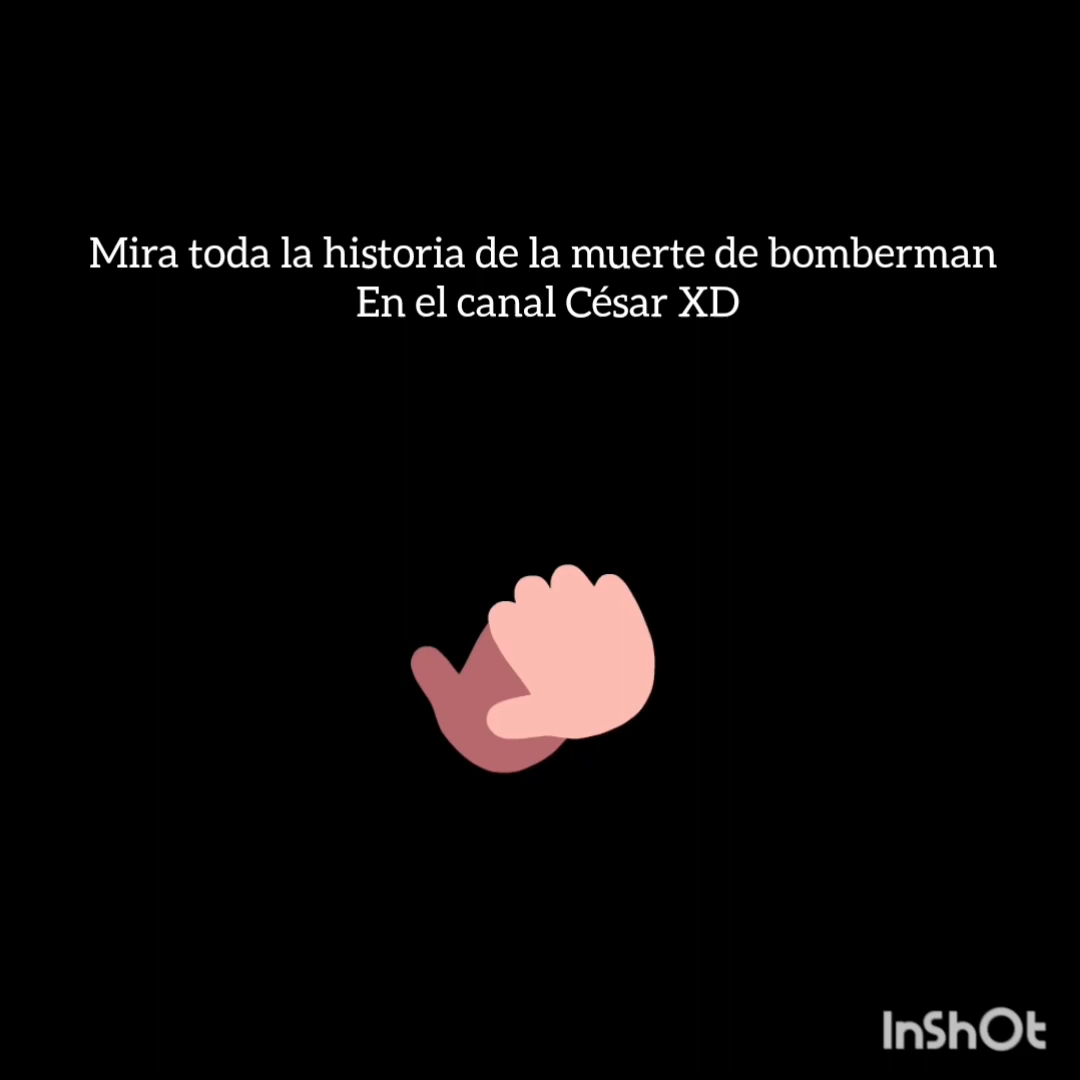 Mira toda la historia de la muerte de bomberman
En el canal César XD
InShOt